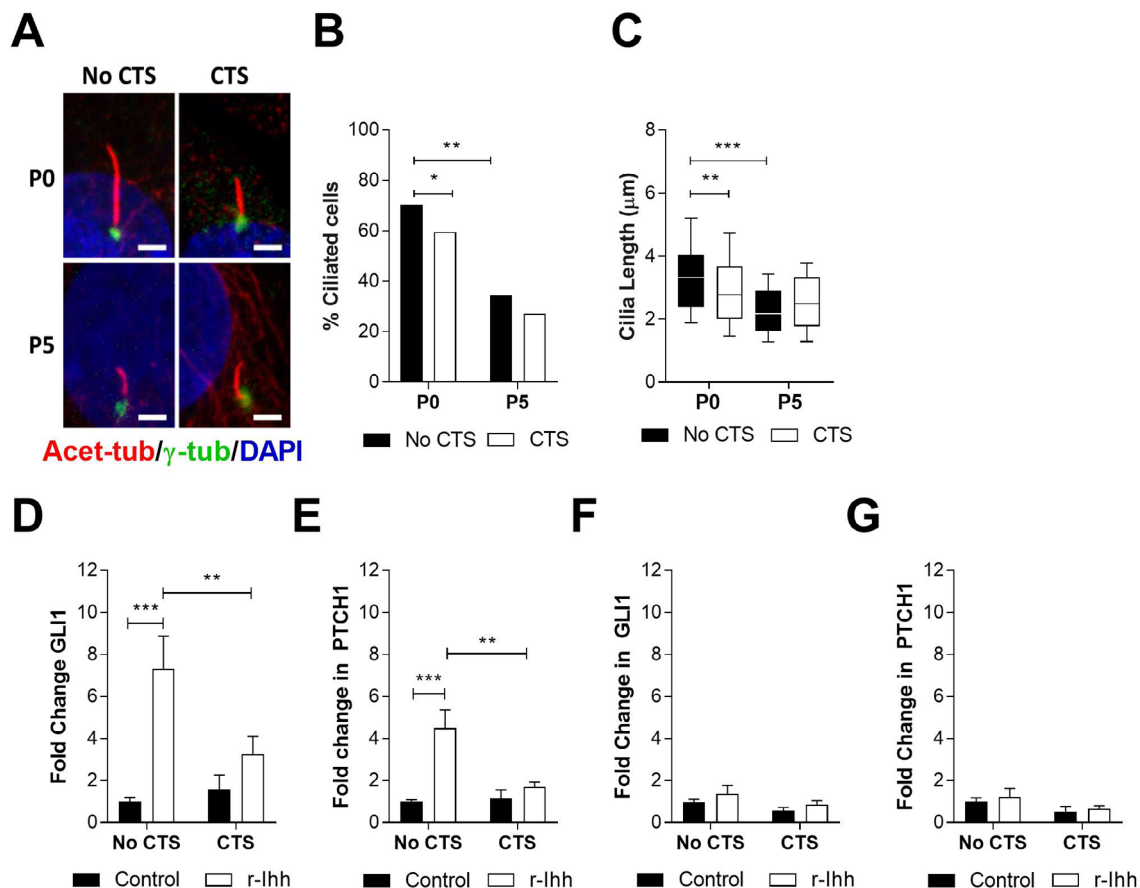 A
No CTS CTS
P0
P5
Acet-tub/γ-tub/DAPI
B
% Ciliated cells
100
80
60
40
20
0
**
*
P0 P5
No CTS CTS
C
Cilia Length (μm)
8
6
4
2
0
***
**
P0 P5
No CTS CTS
D
Fold Change GLI1
12
10
8
6
4
2
0
***
**
No CTS CTS
Control r-Ihh
E
Fold change in PTCH1
12
10
8
6
4
2
0
***
**
No CTS CTS
Control r-Ihh
F
Fold Change in GLI1
12
10
8
6
4
2
0
No CTS CTS
Control r-Ihh
G
Fold Change in PTCH1
12
10
8
6
4
2
0
No CTS CTS
Control r-Ihh